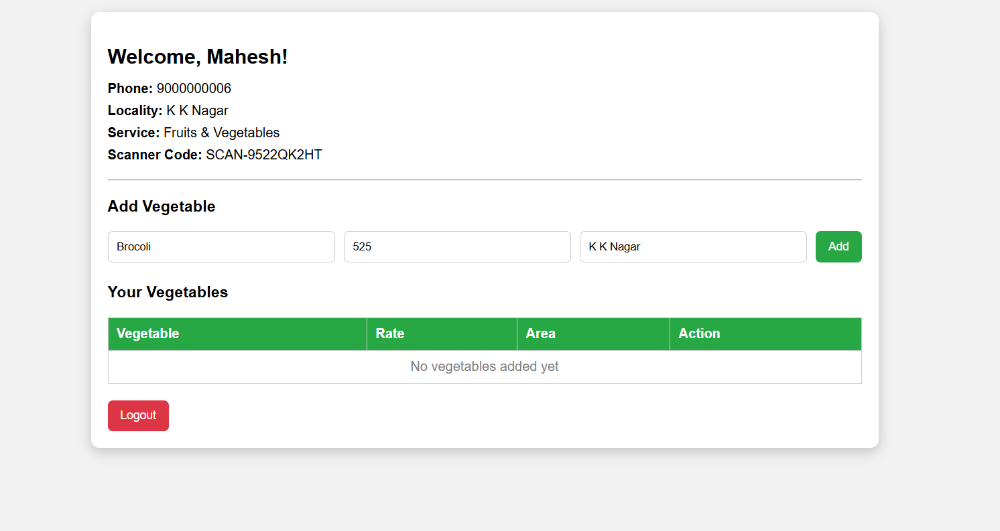 Welcome, Mahesh!
Phone: 9000000006
Locality: K K Nagar
Service: Fruits & Vegetables
Scanner Code: SCAN-9522QK2HT
Add Vegetable
Brocoli 525 K K Nagar Add
Your Vegetables
Vegetable Rate Area Action
No vegetables added yet
Logout